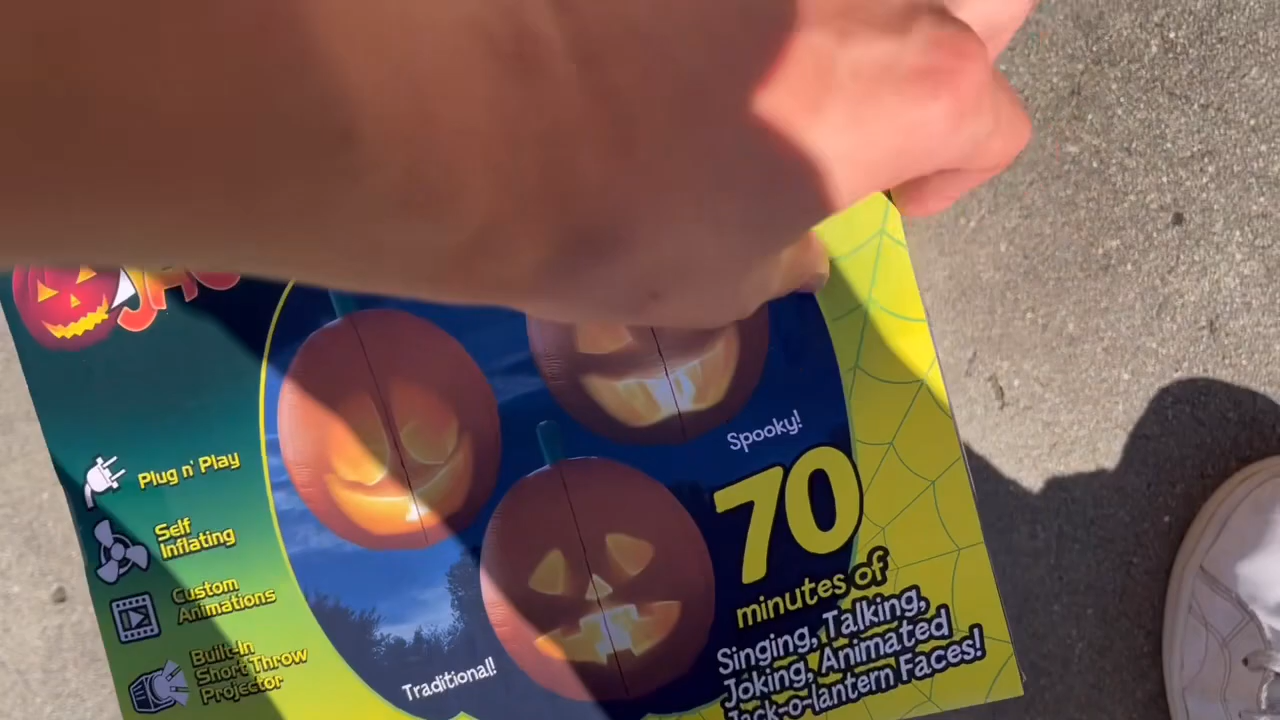 JAC
Plug n' Play
Self
Inflating
Custom
Animations
Built-In
Short Throw
Projector
Traditional!
Spooky!
70
minutes of
Singing, Talking,
Joking, Animated
Jack-o-lantern Faces!